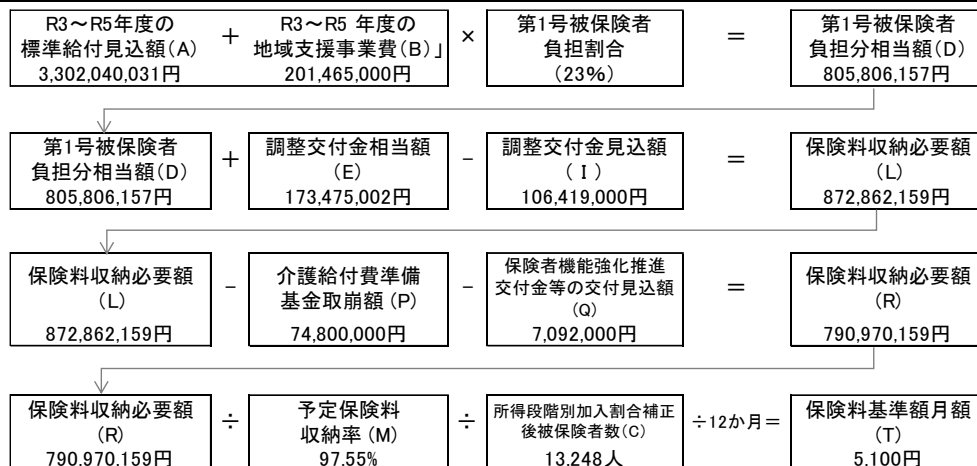 R3～R5年度の
標準給付見込額(A)
3,302,040,031円
＋
R3～R5 年度の
地域支援事業費(B)」
201,465,000円
×
第1号被保険者
負担割合
(23%)
＝
第1号被保険者
負担分相当額(D)
805,806,157円
第1号被保険者
負担分相当額(D)
805,806,157円
＋
調整交付金相当額
(E)
173,475,002円
－
調整交付金見込額
(I)
106,419,000円
＝
保険料収納必要額
(L)
872,862,159円
保険料収納必要額
(L)
872,862,159円
－
介護給付費準備
基金取崩額(P)
74,800,000円
－
保険者機能強化推進
交付金等の交付見込額
(Q)
7,092,000円
＝
保険料収納必要額
(R)
790,970,159円
保険料収納必要額
(R)
790,970,159円
÷
予定保険料
収納率(M)
97.55%
÷
所得段階別加入割合補正
後被保険者数(C)
13,248人
÷12か月＝
保険料基準額月額
(T)
5,100円